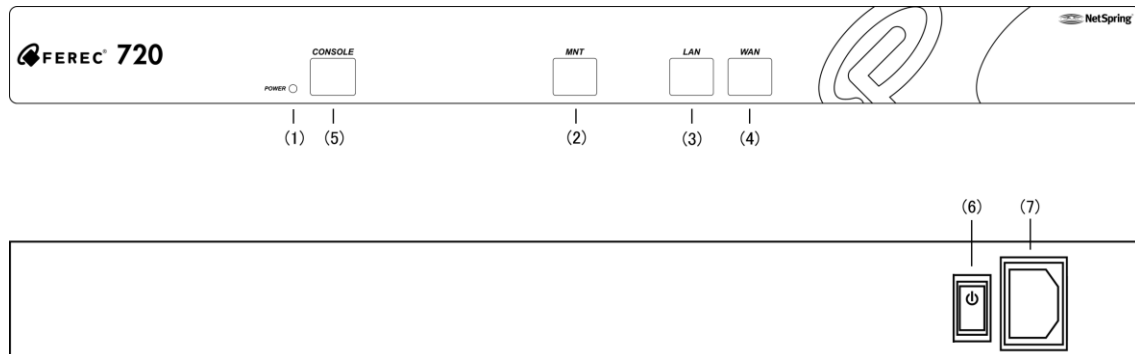 NetSpring
FEREC® 720
CONSOLE
MNT
LAN
WAN
POWER
(1)
(5)
(2)
(3)
(4)
(6)
(7)